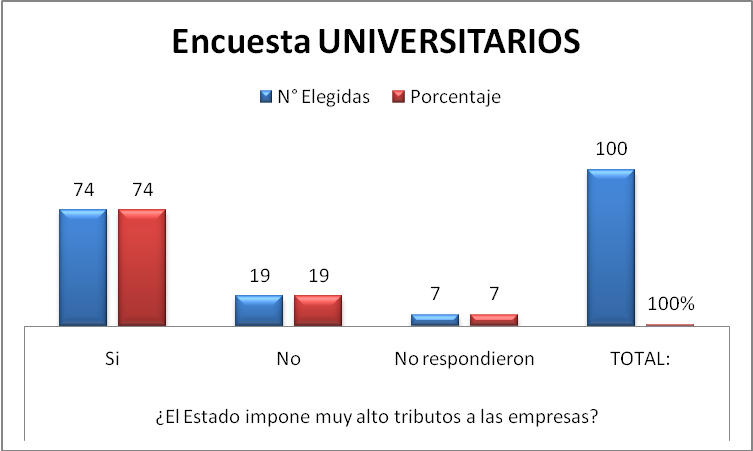 Encuesta UNIVERSITARIOS
N° Elegidas Porcentaje
74 74 19 19 7 7 100 100%
Si No No respondieron TOTAL:
¿El Estado impone muy alto tributos a las empresas?